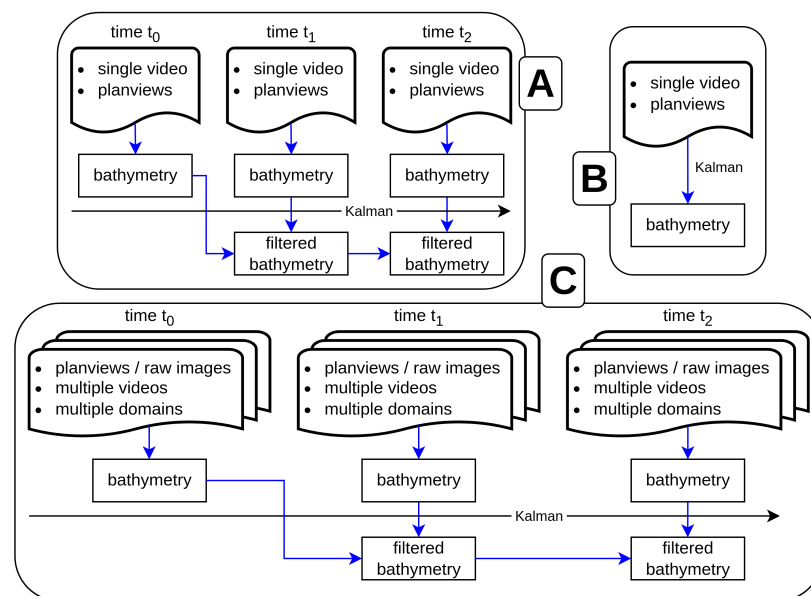 time t0
time t1
time t2
• single video
• planviews
• single video
• planviews
• single video
• planviews
A
bathymetry
bathymetry
bathymetry
Kalman
filtered
bathymetry
filtered
bathymetry
• single video
• planviews
Kalman
B
bathymetry
C
time t0
time t1
time t2
• planviews / raw images
• multiple videos
• multiple domains
• planviews / raw images
• multiple videos
• multiple domains
• planviews / raw images
• multiple videos
• multiple domains
bathymetry
bathymetry
bathymetry
Kalman
filtered
bathymetry
filtered
bathymetry